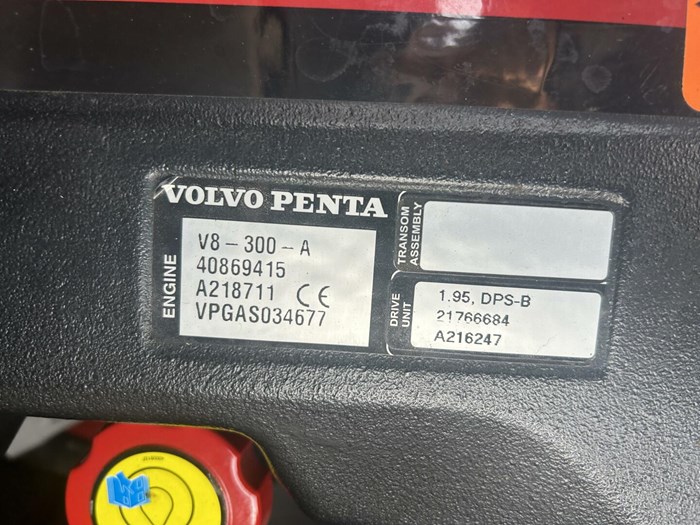 VOLVO PENTA
ENGINE
V8-300-A
40869415
A218711 CE
VPGAS034677
TRANSOM
ASSEMBLY
DRIVE
UNIT
1.95, DPS-B
21766684
A216247